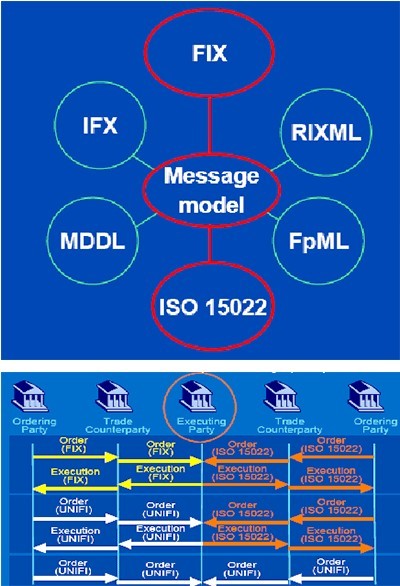 FIX
IFX
RIXML
Message
model
MDDL
FpML
ISO 15022
Ordering
Party
Trade
Counterparty
Executing
Party
Trade
Counterparty
Ordering
Party
Order
(FIX)
Order
(FIX)
Order
(ISO 15022)
Order
(ISO 15022)
Execution
(FIX)
Execution
(FIX)
Execution
(ISO 15022)
Execution
(ISO 15022)
Order
(UNIFI)
Order
(UNIFI)
Order
(ISO 15022)
Order
(ISO 15022)
Execution
(UNIFI)
Execution
(UNIFI)
Execution
(ISO 15022)
Execution
(ISO 15022)
Order
(UNIFI)
Order
(UNIFI)
Order
(UNIFI)
Order
(UNIFI)